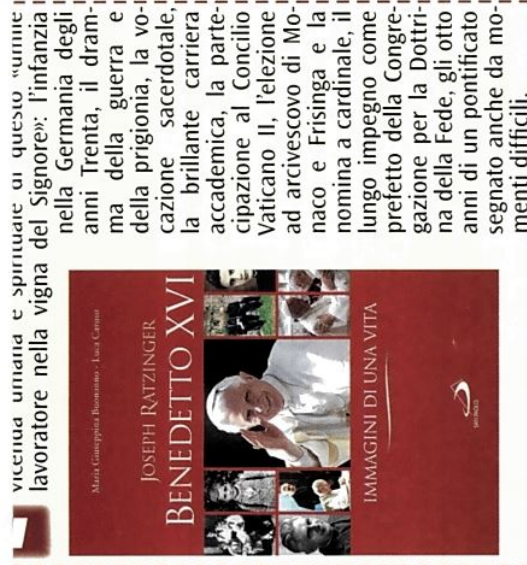 vicenda umana e spirituale di questo «umile
lavoratore nella vigna del Signore»: l'infanzia
nella Germania degli
anni Trenta, il dram-
ma della guerra e
della prigionia, la vo-
cazione sacerdotale,
la brillante carriera
accademica, la parte-
cipazione al Concilio
Vaticano II, l'elezione
ad arcivescovo di Mo-
naco e Frisinga e la
nomina a cardinale, il
lungo impegno come
prefetto della Congre-
gazione per la Dottri-
na della Fede, gli otto
anni di un pontificato
segnato anche da mo-
menti difficili.
Maria Giuseppina Buonanno - Luca Caruso
JOSEPH RATZINGER
BENEDETTO XVI
IMMAGINI DI UNA VITA
SAN PAOLO